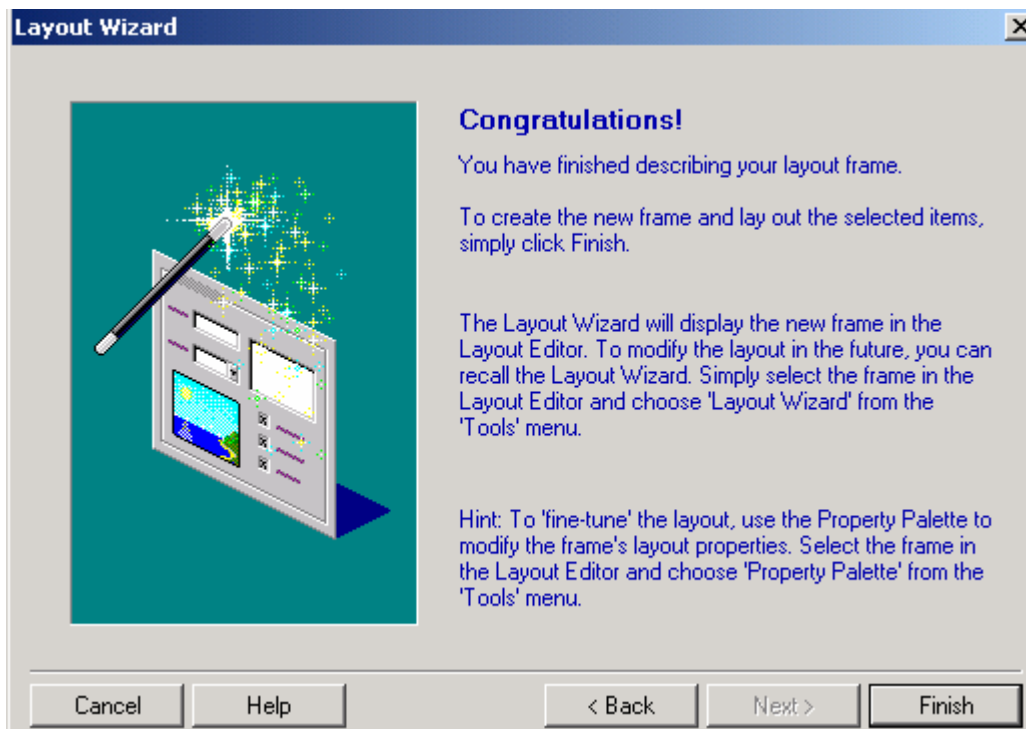 Layout Wizard
Congratulations!
You have finished describing your layout frame.
To create the new frame and lay out the selected items,
simply click Finish.
The Layout Wizard will display the new frame in the
Layout Editor. To modify the layout in the future, you can
recall the Layout Wizard. Simply select the frame in the
Layout Editor and choose 'Layout Wizard' from the
'Tools' menu.
Hint: To 'fine-tune' the layout, use the Property Palette to
modify the frame's layout properties. Select the frame in
the Layout Editor and choose 'Property Palette' from the
'Tools' menu.
Cancel Help < Back Next > Finish